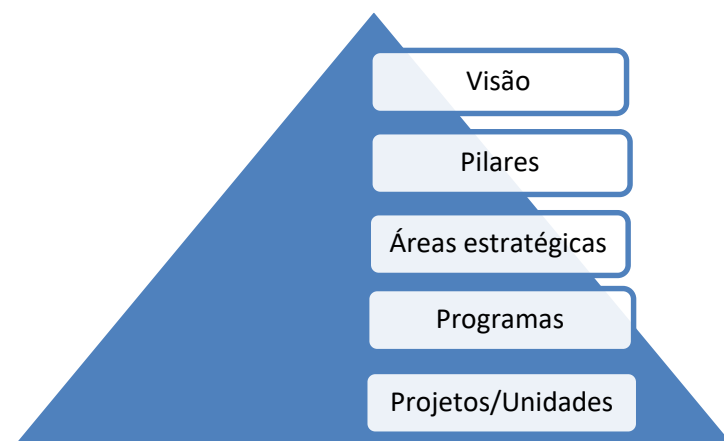 Visão
Pilares
Áreas estratégicas
Programas
Projetos/Unidades